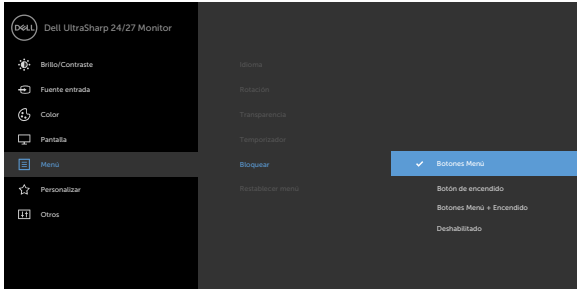 DELL
Dell UltraSharp 24/27 Monitor
Brillo/Contraste
Fuente entrada
Color
Pantalla
Menú
Personalizar
Otros
Idioma
Rotación
Transparencia
Temporizador
Bloquear
Restablecer menú
Botones Menú
Botón de encendido
Botones Menú + Encendido
Deshabilitado